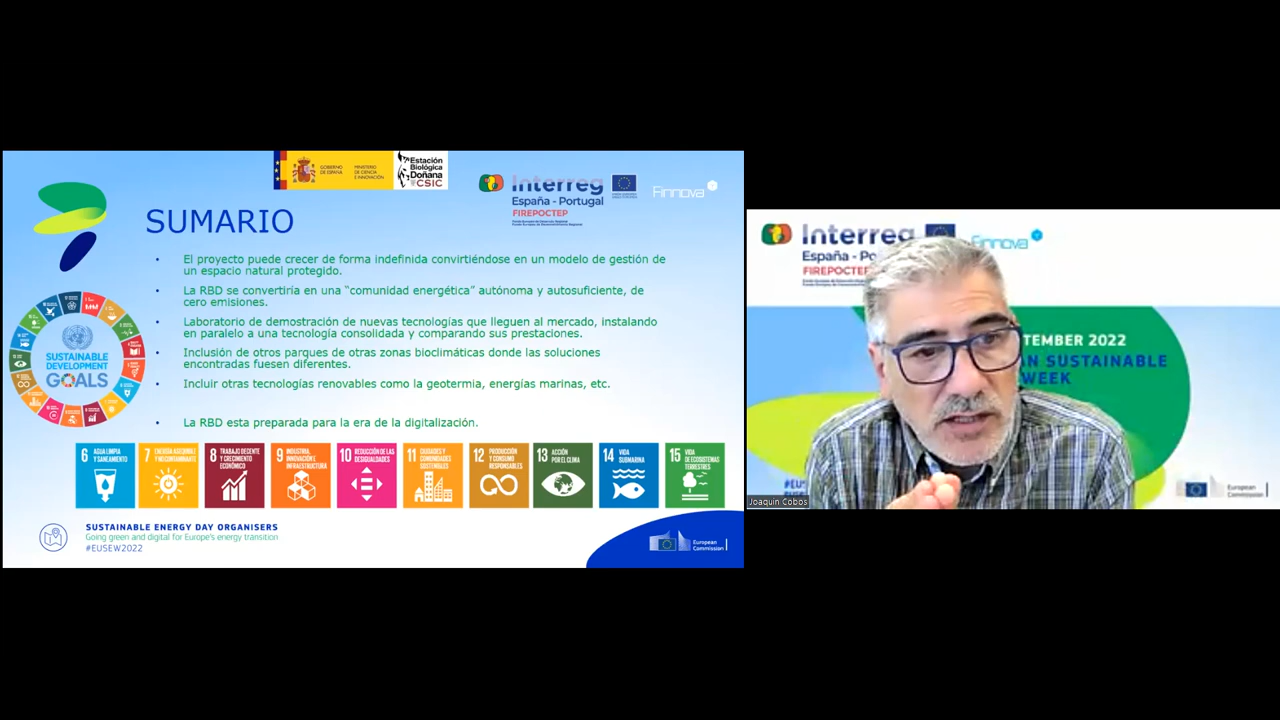 GOBIERNO
DE ESPAÑA
MINISTERIO
DE CIENCIA
E INNOVACIÓN
Estación
Biológica
Doñana
CSIC
Interreg
España - Portugal
FIREPOCTEP
Finnova
SUMARIO
• El proyecto puede crecer de forma indefinida convirtiéndose en un modelo de gestión de
un espacio natural protegido.
• La RBD se convertiría en una “comunidad energética” autónoma y autosuficiente, de
cero emisiones.
• Laboratorio de demostración de nuevas tecnologías que lleguen al mercado, instalando
en paralelo a una tecnología consolidada y comparando sus prestaciones.
• Inclusión de otros parques de otras zonas bioclimáticas donde las soluciones
encontradas fuesen diferentes.
• Incluir otras tecnologías renovables como la geotermia, energías marinas, etc.
• La RBD esta preparada para la era de la digitalización.
SUSTAINABLE
DEVELOPMENT
GOALS
6 AGUA LIMPIA
Y SANEAMIENTO
7 ENERGÍA ASEQUIBLE
Y NO CONTAMINANTE
8 TRABAJO DECENTE
Y CRECIMIENTO
ECONÓMICO
9 INDUSTRIA,
INNOVACIÓN E
INFRAESTRUCTURA
10 REDUCCIÓN DE LAS
DESIGUALDADES
11 CIUDADES Y
COMUNIDADES
SOSTENIBLES
12 PRODUCCIÓN
Y CONSUMO
RESPONSABLES
13 ACCIÓN
POR EL CLIMA
14 VIDA
SUBMARINA
15 VIDA
DE ECOSISTEMAS
TERRESTRES
SUSTAINABLE ENERGY DAY ORGANISERS
Going green and digital for Europe's energy transition
#EUSEW2022
European
Commission
Interreg
España - Po
FIREPOCTEP
Finnova
TEMBER 2022
AN SUSTAINABLE
WEEK
#EU
European
Commission
Joaquin Cobos